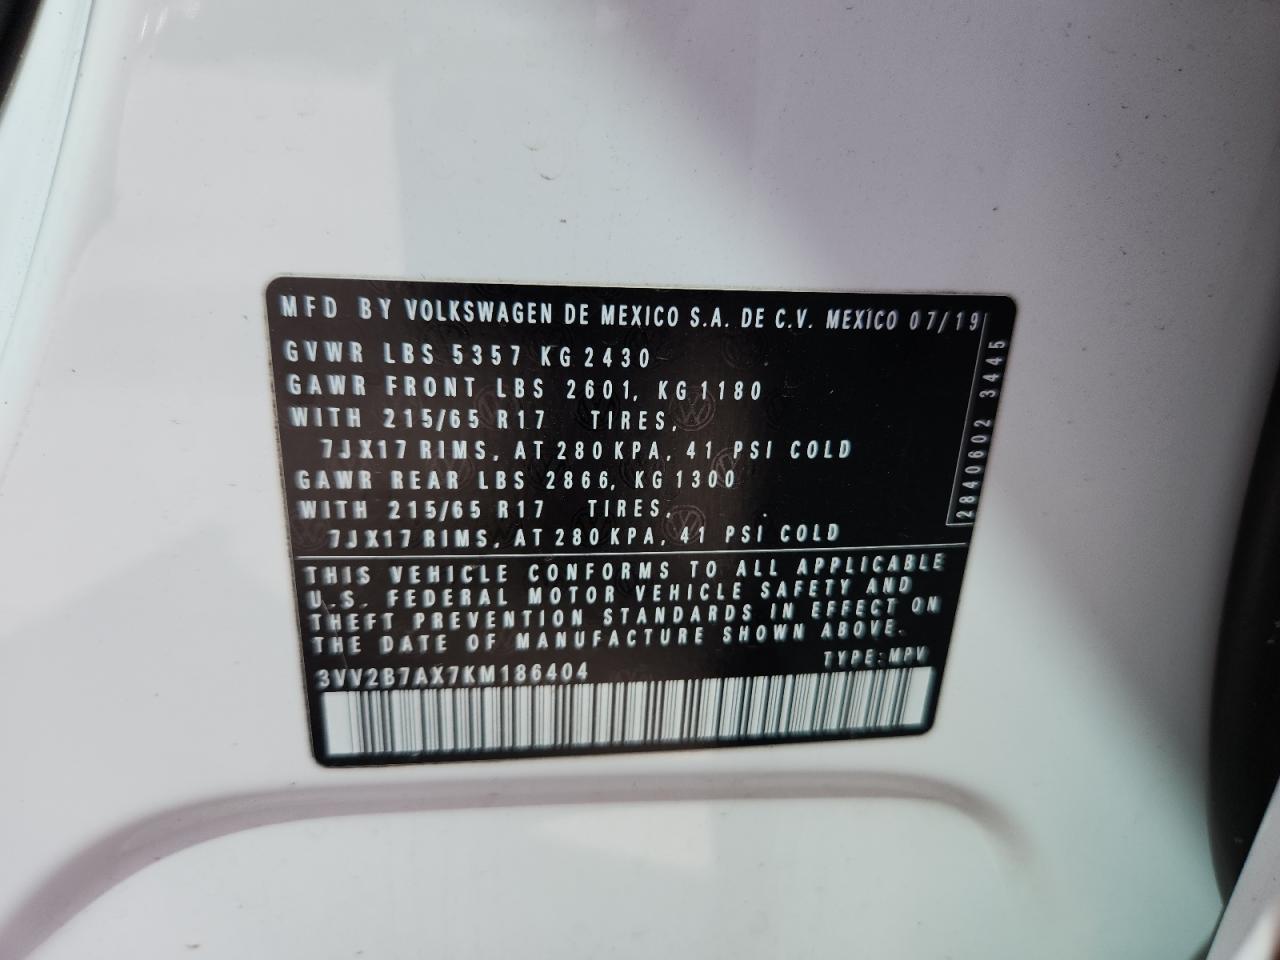 MFD BY VOLKSWAGEN DE MEXICO S.A. DE C.V. MEXICO 07/19
GVWR LBS 5357 KG 2430
GAWR FRONT LBS 2601, KG 1180
WITH 215/65 R17 TIRES,
7JX17 RIMS, AT 280 KPA, 41 PSI COLD
GAWR REAR LBS 2866, KG 1300
WITH 215/65 R17 TIRES,
7JX17 RIMS, AT 280 KPA, 41 PSI COLD
2840602 3445
THIS VEHICLE CONFORMS TO ALL APPLICABLE
U.S. FEDERAL MOTOR VEHICLE SAFETY AND
THEFT PREVENTION STANDARDS IN EFFECT ON
THE DATE OF MANUFACTURE SHOWN ABOVE.
3VV2B7AX7KM186404 TYPE: MPV